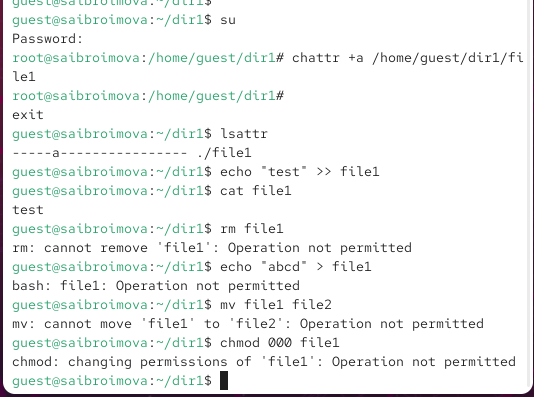 guest@saibroimova:~/dir1$
guest@saibroimova:~/dir1$ su
Password:
root@saibroimova:/home/guest/dir1# chattr +a /home/guest/dir1/fi
le1
root@saibroimova:/home/guest/dir1#
exit
guest@saibroimova:~/dir1$ lsattr
-----a---------------- ./file1
guest@saibroimova:~/dir1$ echo "test" >> file1
guest@saibroimova:~/dir1$ cat file1
test
guest@saibroimova:~/dir1$ rm file1
rm: cannot remove 'file1': Operation not permitted
guest@saibroimova:~/dir1$ echo "abcd" > file1
bash: file1: Operation not permitted
guest@saibroimova:~/dir1$ mv file1 file2
mv: cannot move 'file1' to 'file2': Operation not permitted
guest@saibroimova:~/dir1$ chmod 000 file1
chmod: changing permissions of 'file1': Operation not permitted
guest@saibroimova:~/dir1$